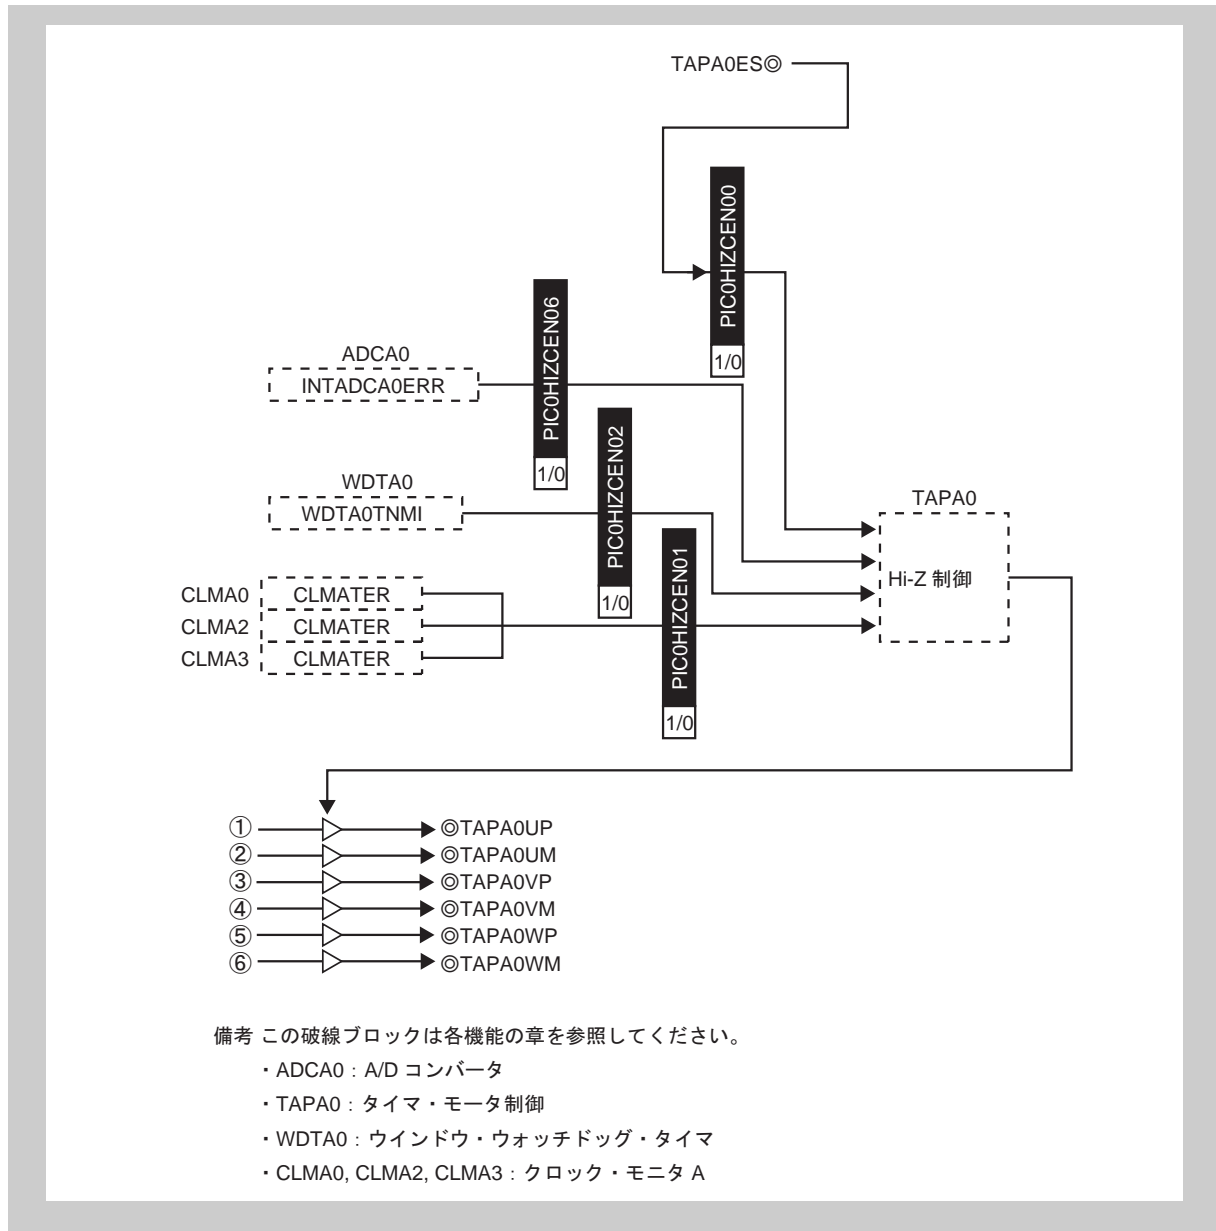 TAPA0ES◎
PIC0HIZCEN00
1/0
PIC0HIZCEN06
1/0
ADCA0
INTADCA0ERR
PIC0HIZCEN02
1/0
WDTA0
WDTA0TNMI
TAPA0
Hi-Z 制御
PIC0HIZCEN01
1/0
CLMA0 CLMATER
CLMA2 CLMATER
CLMA3 CLMATER
① ◎TAPA0UP
② ◎TAPA0UM
③ ◎TAPA0VP
④ ◎TAPA0VM
⑤ ◎TAPA0WP
⑥ ◎TAPA0WM
備考 この破線ブロックは各機能の章を参照してください。
・ADCA0：A/D コンバータ
・TAPA0：タイマ・モータ制御
・WDTA0：ウインドウ・ウォッチドッグ・タイマ
・CLMA0, CLMA2, CLMA3：クロック・モニタ A